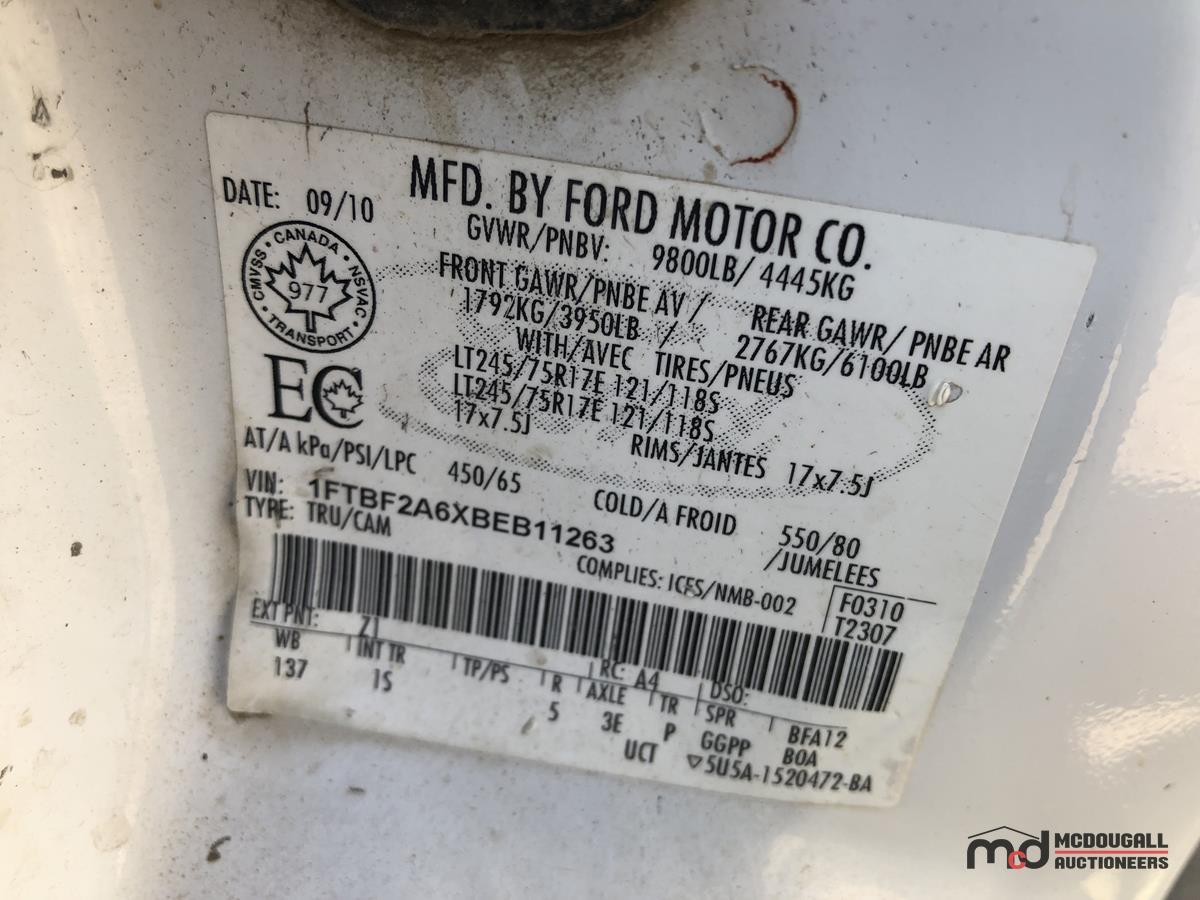 MFD. BY FORD MOTOR CO.
DATE: 09/10
GVWR/PNBV: 9800LB/ 4445KG
CMVSS · CANADA · NSVAC
977
· TRANSPORT ·
FRONT GAWR/PNBE AV / REAR GAWR/ PNBE AR
1792KG/3950LB / 2767KG/6100LB
WITH/AVEC TIRES/PNEUS
LT245/75R17E 121/118S
LT245/75R17E 121/118S
17x7.5J RIMS/JANTES 17x7.5J
EC
AT/A kPa/PSI/LPC 450/65 COLD/A FROID 550/80
VIN: 1FTBF2A6XBEB11263 /JUMELEES
TYPE: TRU/CAM
COMPLIES: ICES/NMB-002
F0310
T2307
EXT PNT: Z1 RC: A4 DSO:
WB INT TR TP/PS R AXLE TR SPR BFA12
137 1S 5 3E P GGPP BOA
UCT ▽5U5A-1520472-BA
mcd MCDOUGALL
AUCTIONEERS